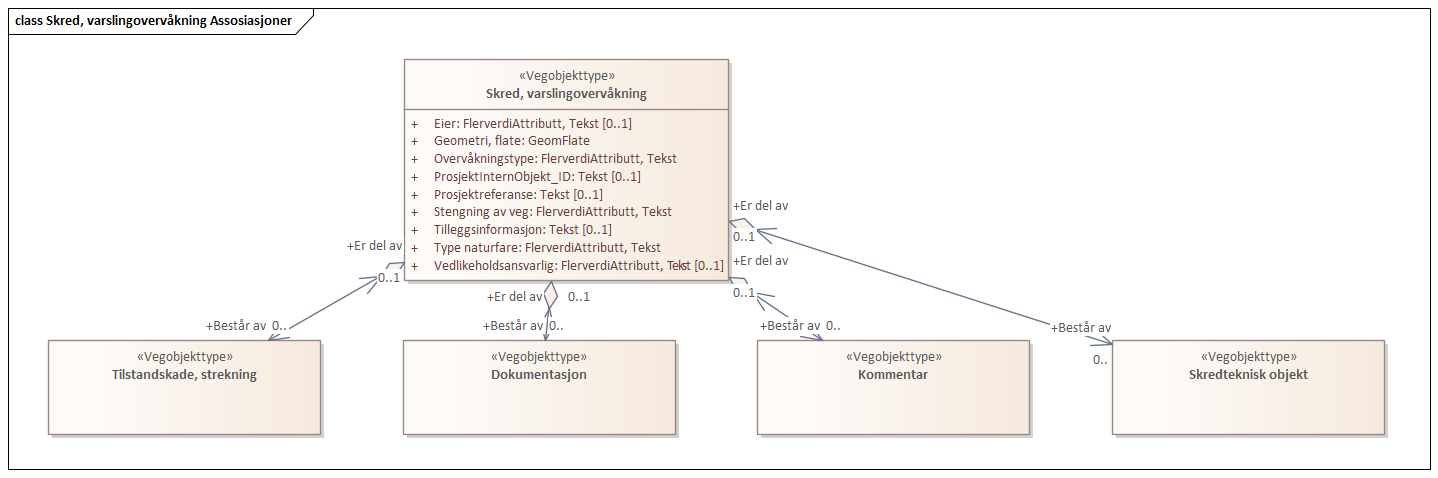 class Skred, varslingovervåkning Assosiasjoner
«Vegobjekttype»
Skred, varslingovervåkning
+ Eier: FlerverdiAttributt, Tekst [0..1]
+ Geometri, flate: GeomFlate
+ Overvåkningstype: FlerverdiAttributt, Tekst
+ ProsjektInternObjekt_ID: Tekst [0..1]
+ Prosjektreferanse: Tekst [0..1]
+ Stengning av veg: FlerverdiAttributt, Tekst
+ Tilleggsinformasjon: Tekst [0..1]
+ Type naturfare: FlerverdiAttributt, Tekst
+ Vedlikeholdsansvarlig: FlerverdiAttributt, Tekst [0..1]
+Er del av
0..1
+Er del av
0..1
+Er del av
0..1
+Er del av
0..1
+Består av 0..
+Består av 0..
+Består av 0..
+Består av
0..
«Vegobjekttype»
Tilstandskade, strekning
«Vegobjekttype»
Dokumentasjon
«Vegobjekttype»
Kommentar
«Vegobjekttype»
Skredteknisk objekt